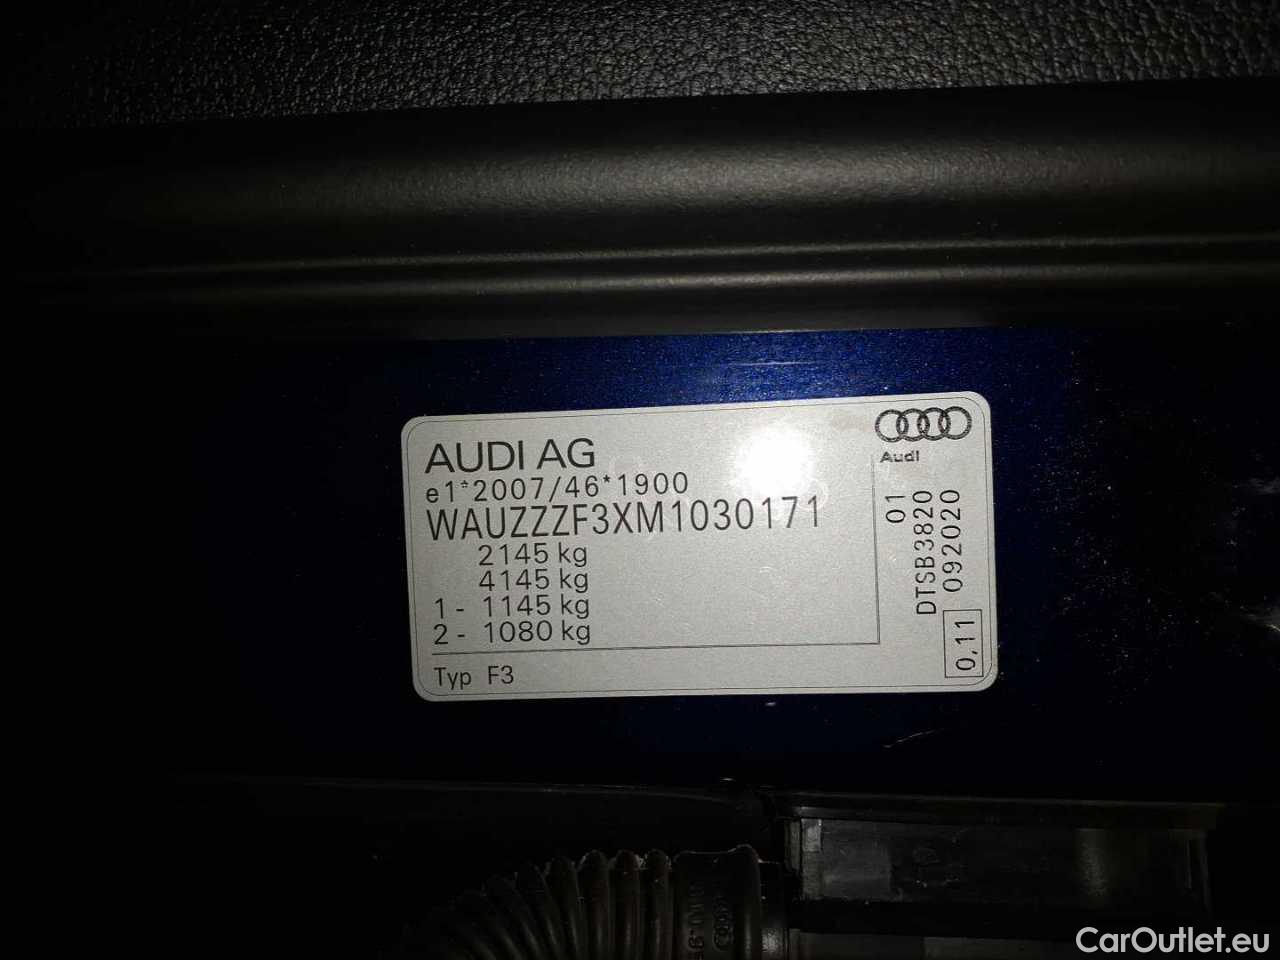 AUDI AG
e1*2007/46*1900
WAUZZZF3XM1030171
2145 kg
4145 kg
1 - 1145 kg
2 - 1080 kg
Typ F3
Audi
01
DTSB3820
092020
0,11
CarOutlet.eu